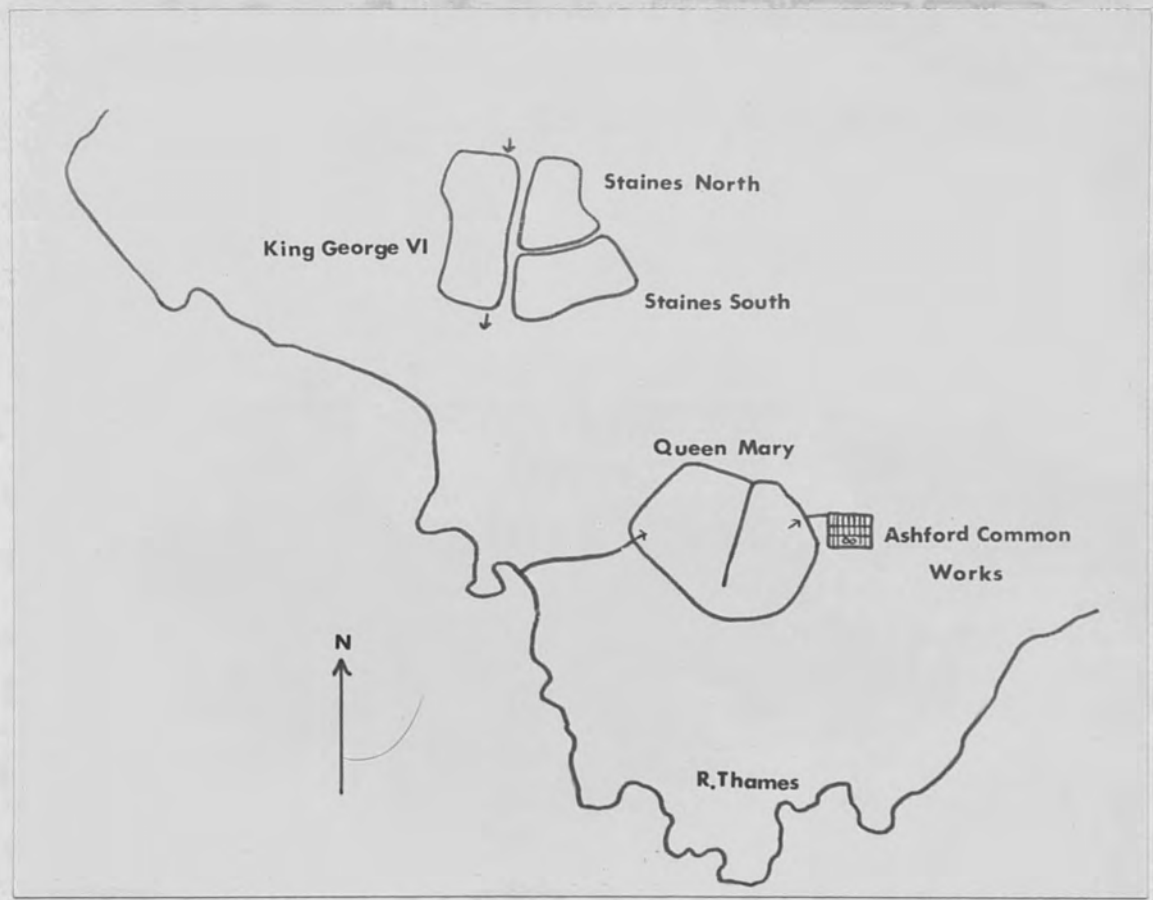 Staines North
King George VI
Staines South
Queen Mary
Ashford Common
Works
N
R.Thames